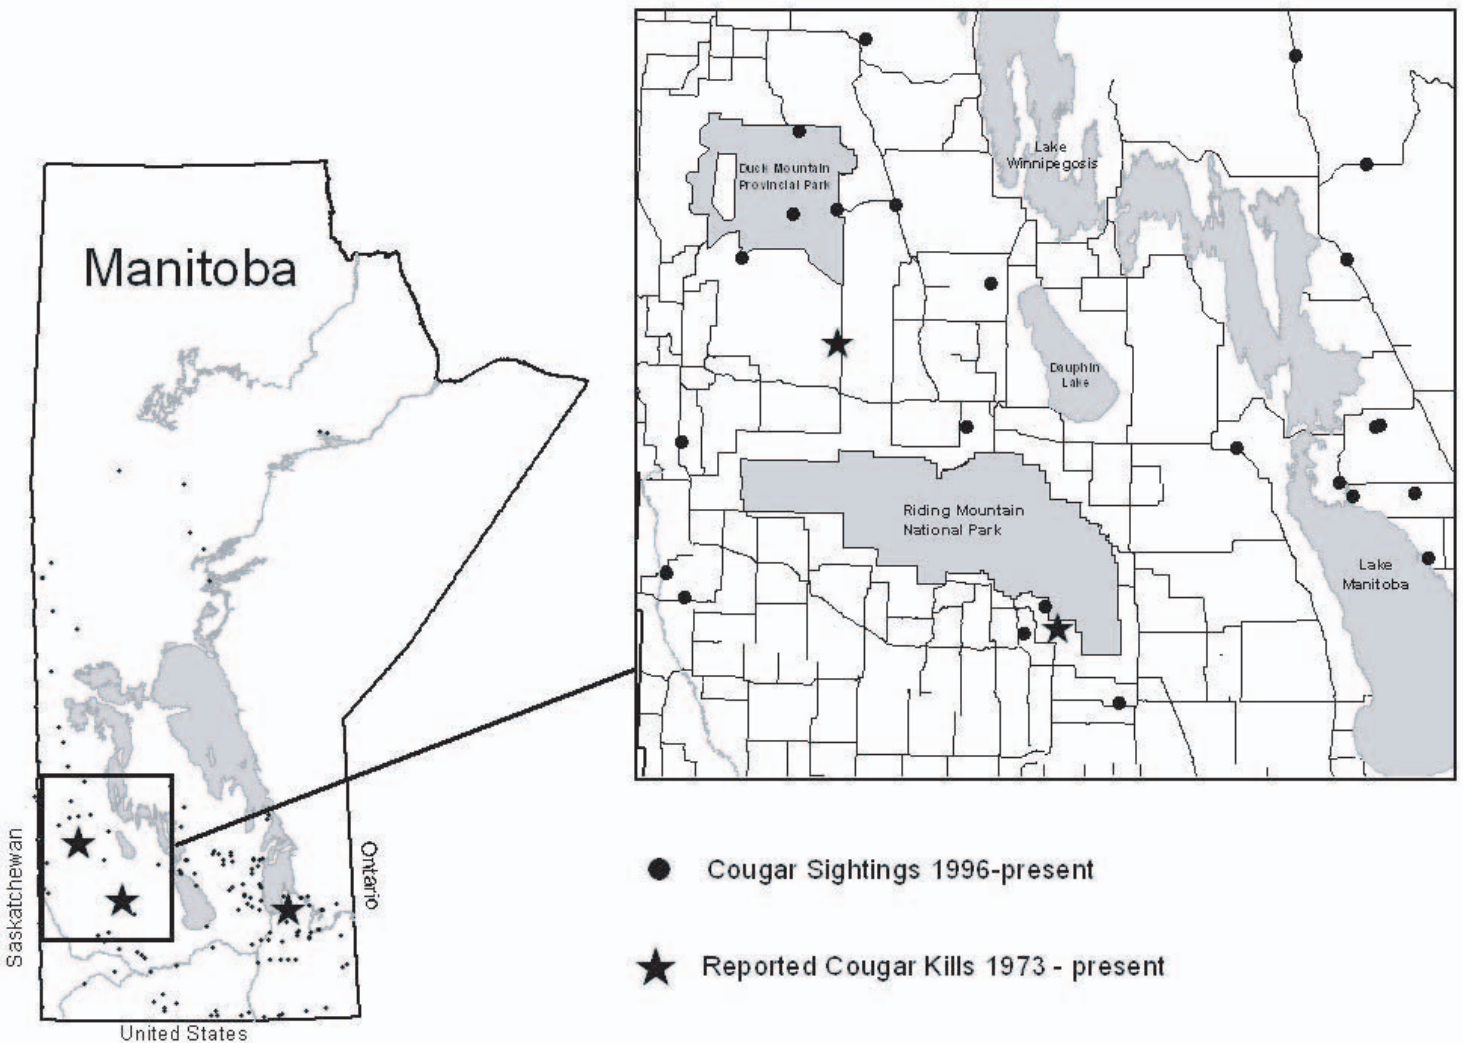 Manitoba
Saskatchewan
Ontario
United States
Duck Mountain
Provincial Park
Lake
Winnipegosis
Dauphin
Lake
Riding Mountain
National Park
Lake
Manitoba
Cougar Sightings 1996-present
Reported Cougar Kills 1973 - present